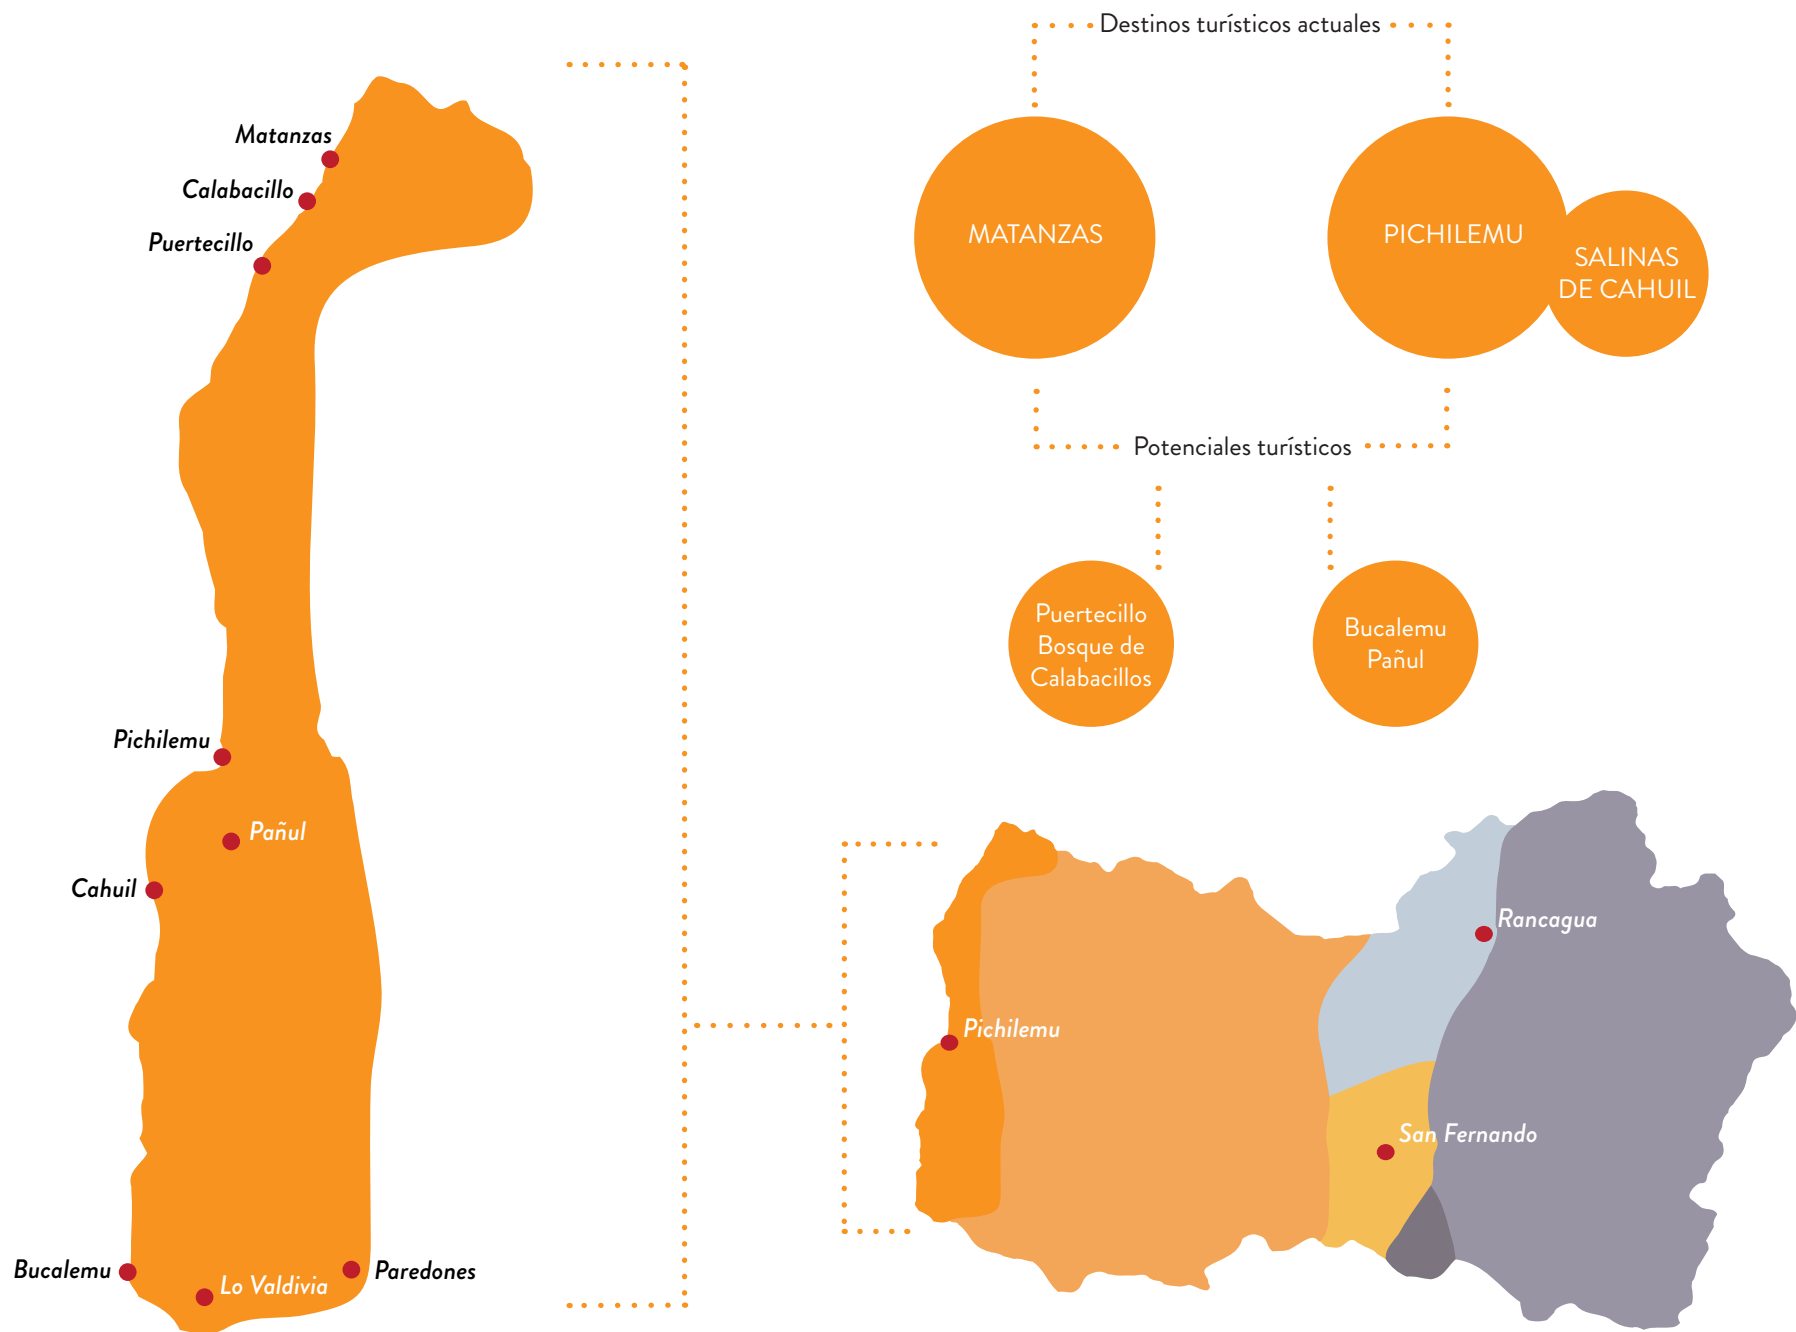 Destinos turísticos actuales
MATANZAS
PICHILEMU
SALINAS
DE CAHUIL
Potenciales turísticos
Puertecillo
Bosque de
Calabacillos
Bucalemu
Pañul
Matanzas
Calabacillo
Puertecillo
Pichilemu
Pañul
Cahuil
Bucalemu
Lo Valdivia
Paredones
Rancagua
Pichilemu
San Fernando